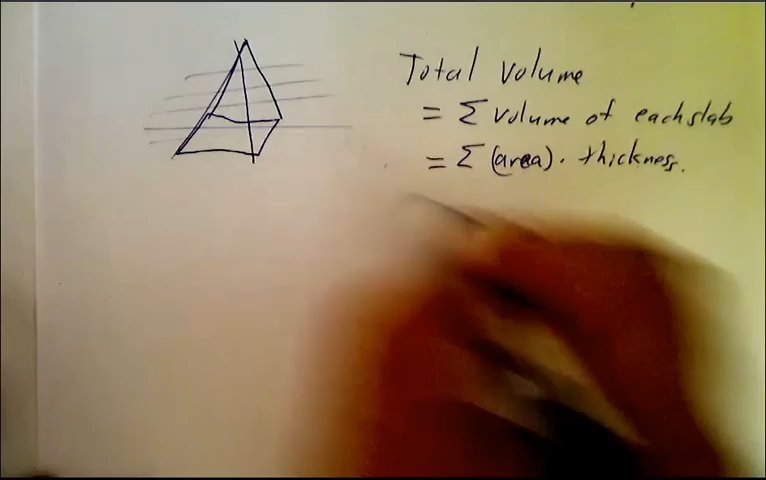 Total Volume
= Σ volume of each slab
= Σ (area) · thickness.